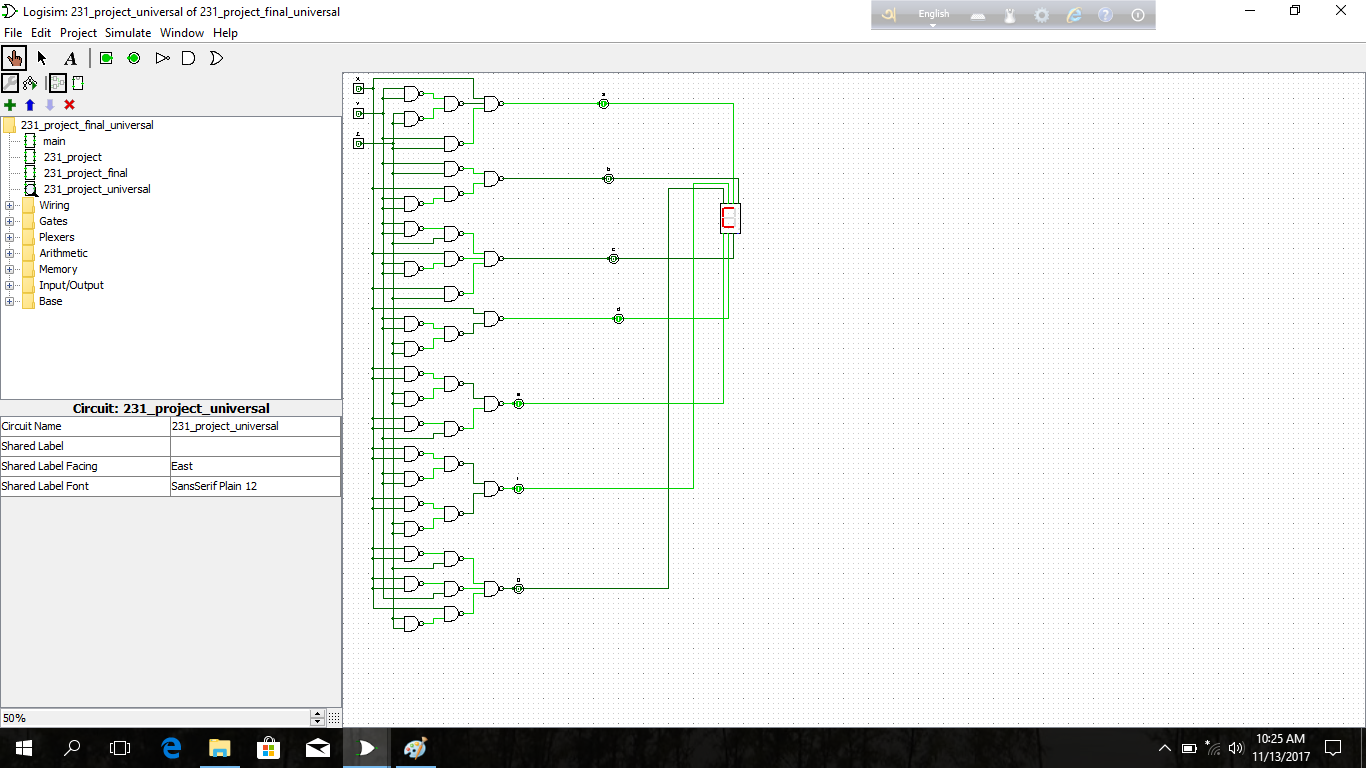 Logisim: 231_project_universal of 231_project_final_universal
English
File Edit Project Simulate Window Help
A
231_project_final_universal
main
231_project
231_project_final
231_project_universal
Wiring
Gates
Plexers
Arithmetic
Memory
Input/Output
Base
Circuit: 231_project_universal
Circuit Name 231_project_universal
Shared Label
Shared Label Facing East
Shared Label Font SansSerif Plain 12
50%
x
a
b
c
d
g
10:25 AM
11/13/2017